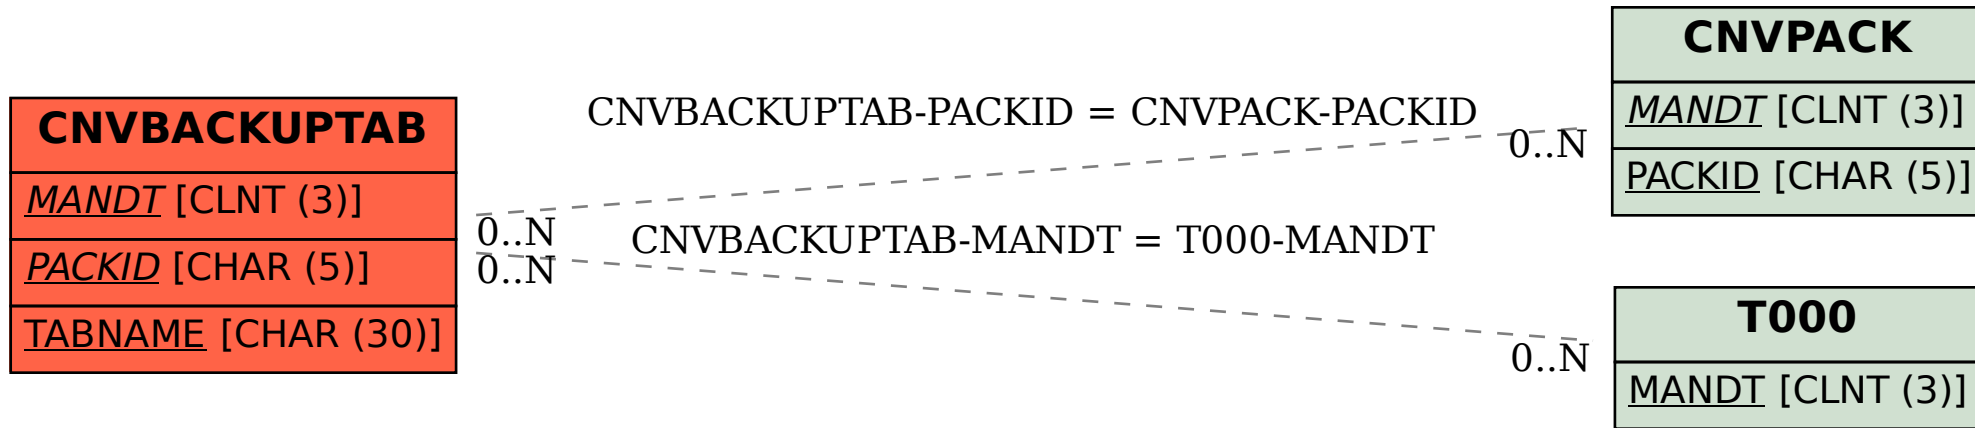 CNVBACKUPTAB
MANDT [CLNT (3)]
PACKID [CHAR (5)]
TABNAME [CHAR (30)]
CNVBACKUPTAB-PACKID = CNVPACK-PACKID
0..N
0..N
CNVBACKUPTAB-MANDT = T000-MANDT
0..N
0..N
CNVPACK
MANDT [CLNT (3)]
PACKID [CHAR (5)]
T000
MANDT [CLNT (3)]